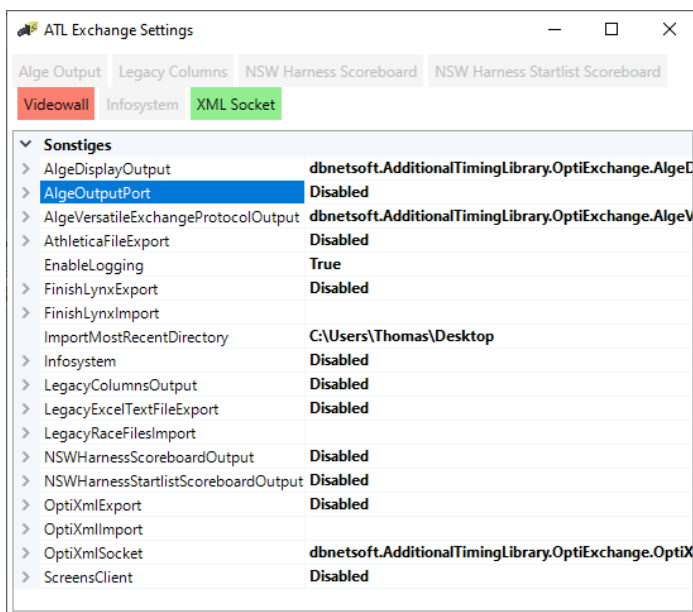 ATL Exchange Settings
Alge Output Legacy Columns NSW Harness Scoreboard NSW Harness Startlist Scoreboard
Videowall Infosystem XML Socket
Sonstiges
AlgeDisplayOutput dbnetsoft.AdditionalTimingLibrary.OptiExchange.AlgeD
AlgeOutputPort Disabled
AlgeVersatileExchangeProtocolOutput dbnetsoft.AdditionalTimingLibrary.OptiExchange.AlgeV
AthleticaFileExport Disabled
EnableLogging True
FinishLynxExport Disabled
FinishLynxImport
ImportMostRecentDirectory C:\Users\Thomas\Desktop
Infosystem Disabled
LegacyColumnsOutput Disabled
LegacyExcelTextFileExport Disabled
LegacyRaceFilesImport
NSWHarnessScoreboardOutput Disabled
NSWHarnessStartlistScoreboardOutput Disabled
OptiXmlExport Disabled
OptiXmlImport
OptiXmlSocket dbnetsoft.AdditionalTimingLibrary.OptiExchange.OptiX
ScreensClient Disabled